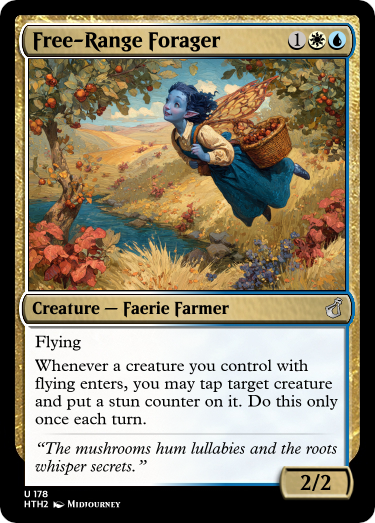 Free-Range Forager 1
Creature — Faerie Farmer
Flying
Whenever a creature you control with
flying enters, you may tap target creature
and put a stun counter on it. Do this only
once each turn.
“The mushrooms hum lullabies and the roots
whisper secrets.”
2/2
U 178
HTH2 Midjourney